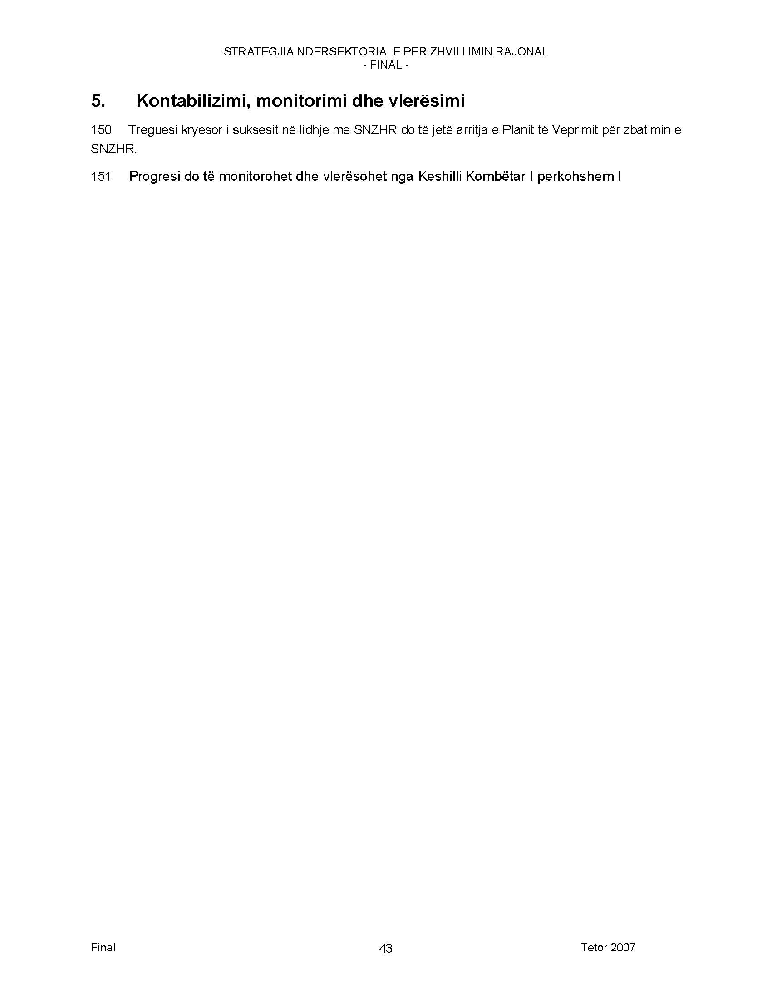 STRATEGJIA NDERSEKTORIALE PER ZHVILLIMIN RAJONAL
- FINAL -
5. Kontabilizimi, monitorimi dhe vlerësimi
150 Treguesi kryesor i suksesit në lidhje me SNZHR do të jetë arritja e Planit të Veprimit për zbatimin e
SNZHR.
151 Progresi do të monitorohet dhe vlerësohet nga Keshilli Kombëtar I perkohshem I
Final 43 Tetor 2007